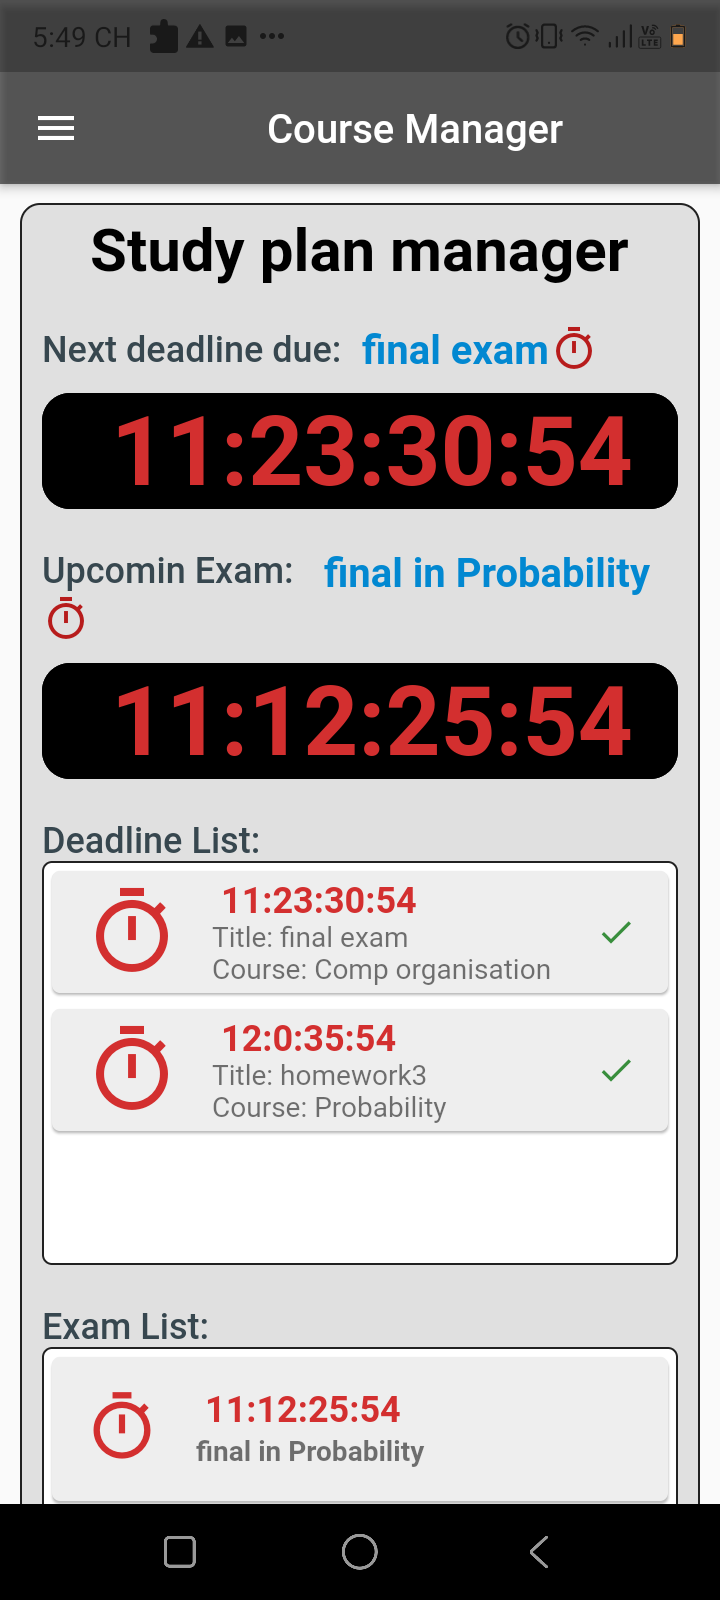 5:49 CH
Vo
LTE
Course Manager
Study plan manager
Next deadline due: final exam
11:23:30:54
Upcomin Exam: final in Probability
11:12:25:54
Deadline List:
11:23:30:54
Title: final exam
Course: Comp organisation
12:0:35:54
Title: homework3
Course: Probability
Exam List:
11:12:25:54
final in Probability